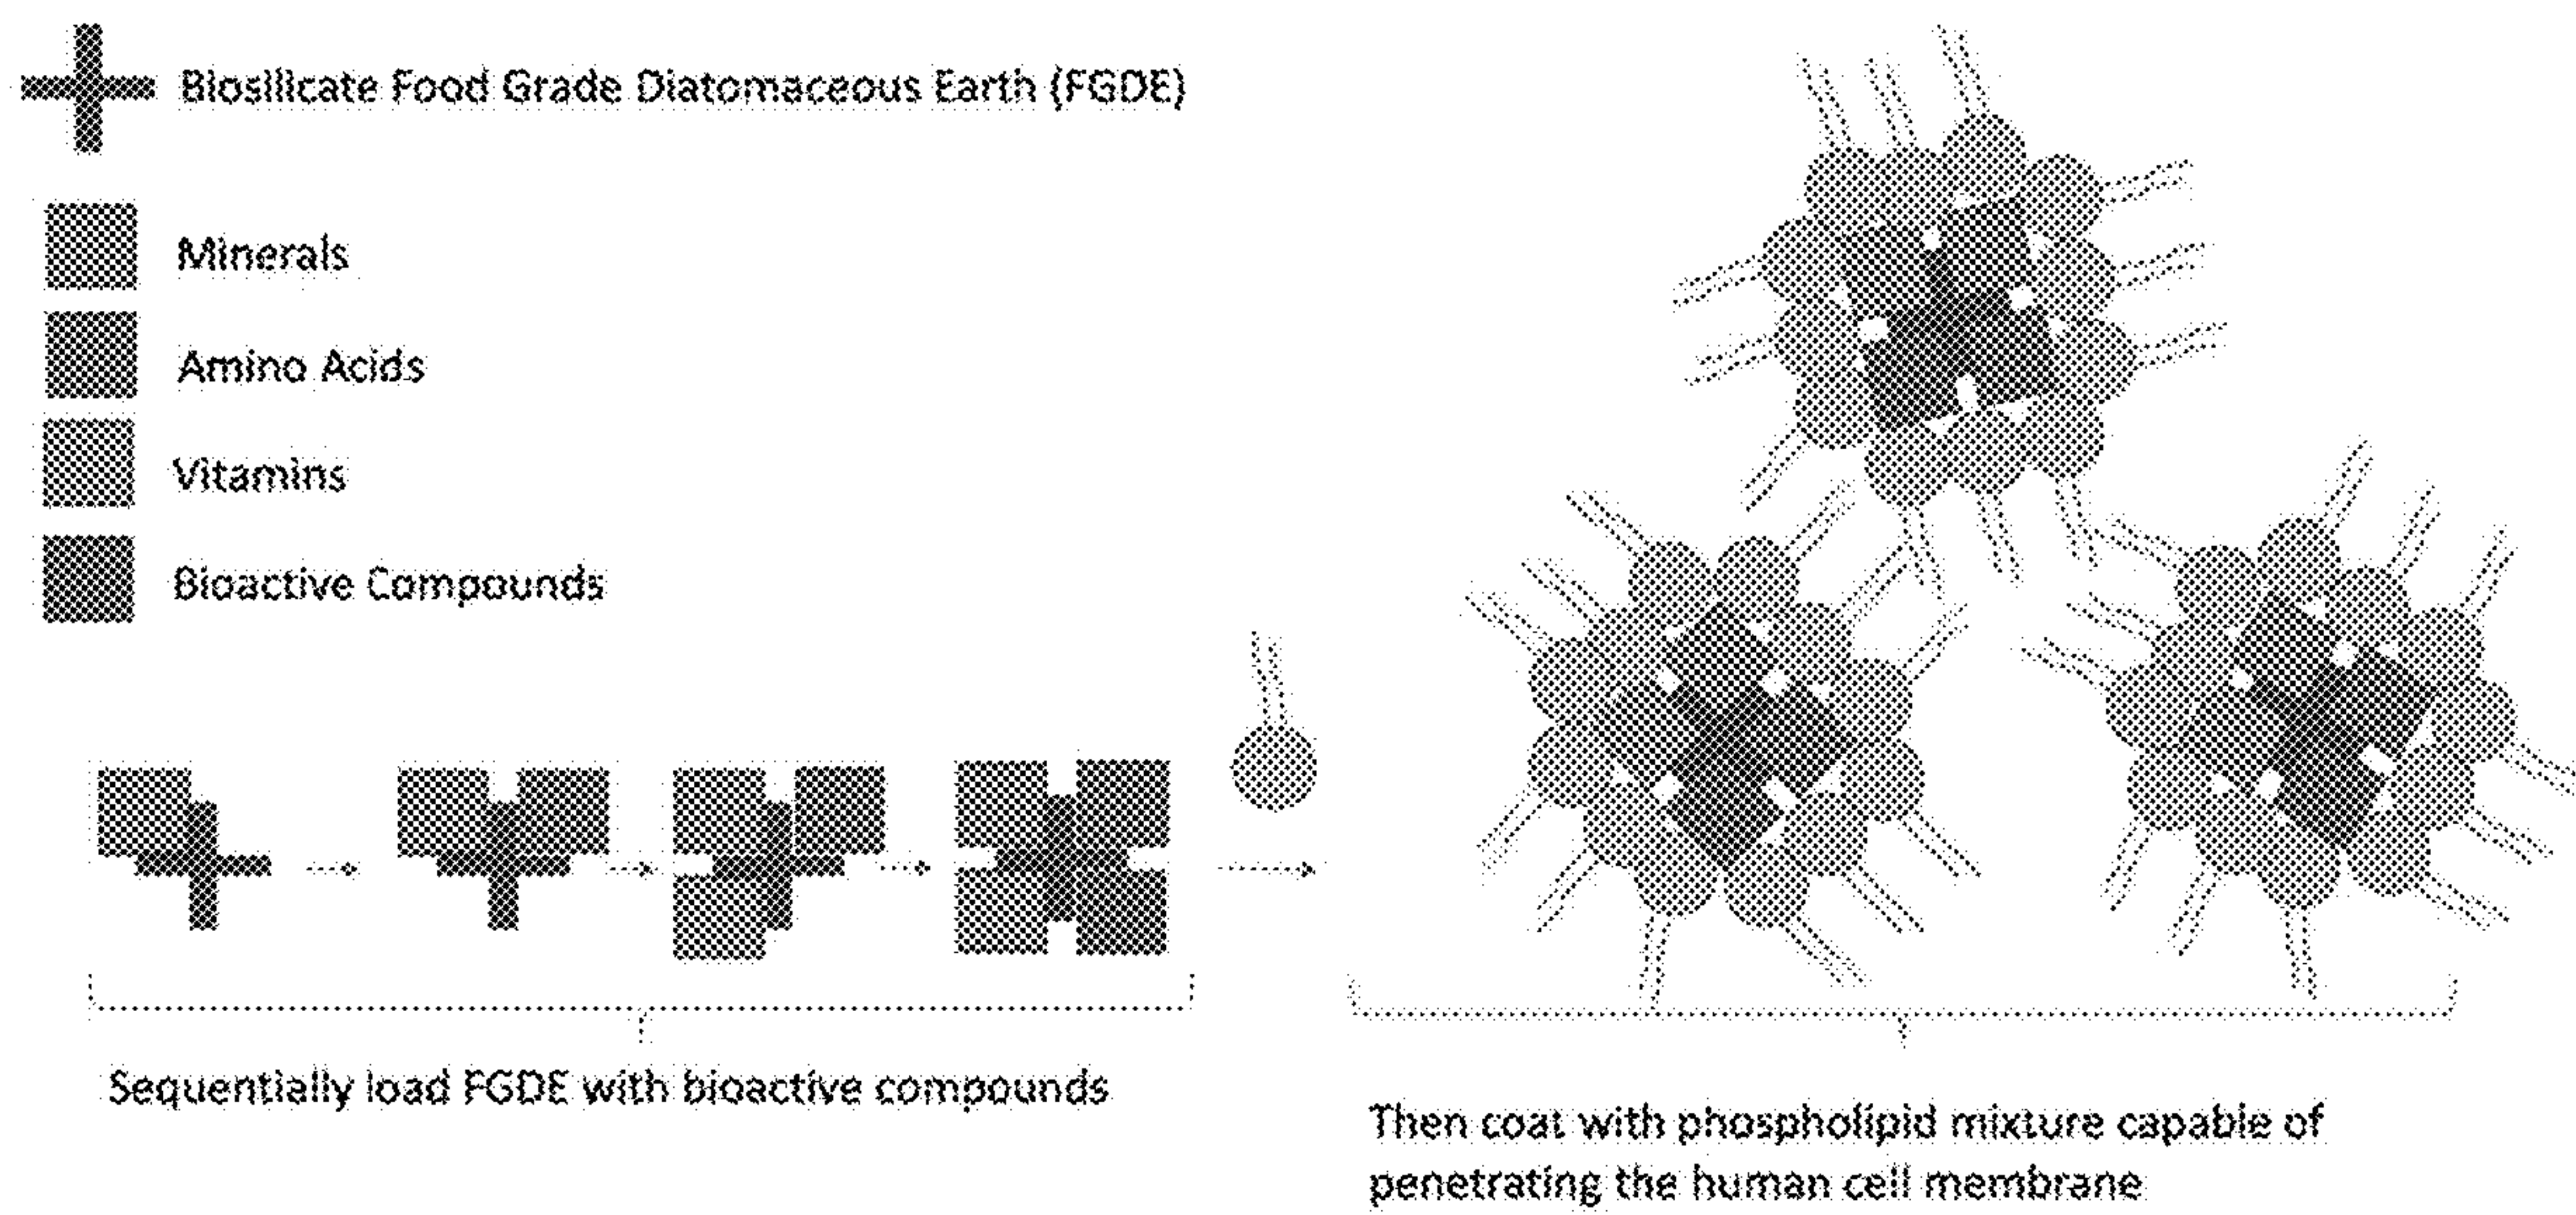 Biosilicate Food Grade Diatomaceous Earth (FGDE)
Minerals
Amino Acids
Vitamins
Bioactive Compounds
Sequentially load FGDE with bioactive compounds
Then coat with phospholipid mixture capable of
penetrating the human cell membrane